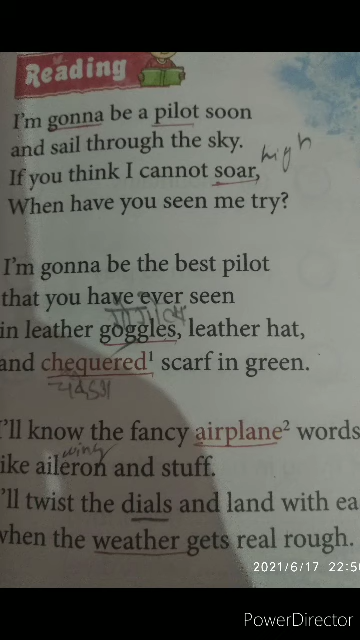 Reading
I'm gonna be a pilot soon
and sail through the sky.
high
If you think I cannot soar,
When have you seen me try?
I'm gonna be the best pilot
that you have ever seen
in leather goggles, leather hat,
and chequered¹ scarf in green.
I'll know the fancy airplane² words
wing
like aileron and stuff.
I'll twist the dials and land with ea
when the weather gets real rough.
2021/6/17 22:50
PowerDirector